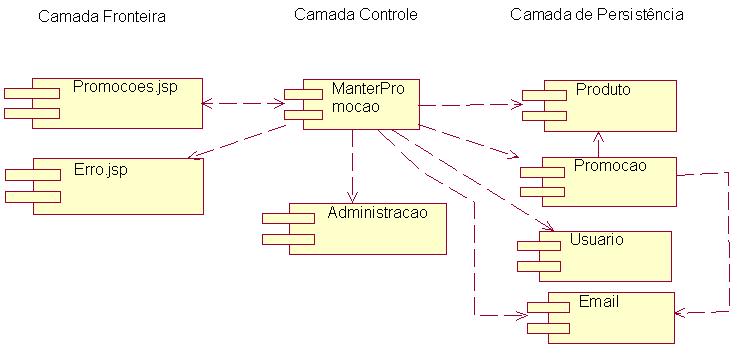 Camada Fronteira
Camada Controle
Camada de Persistência
Promocoes.jsp
ManterPro
mocao
Produto
Erro.jsp
Promocao
Administracao
Usuario
Email